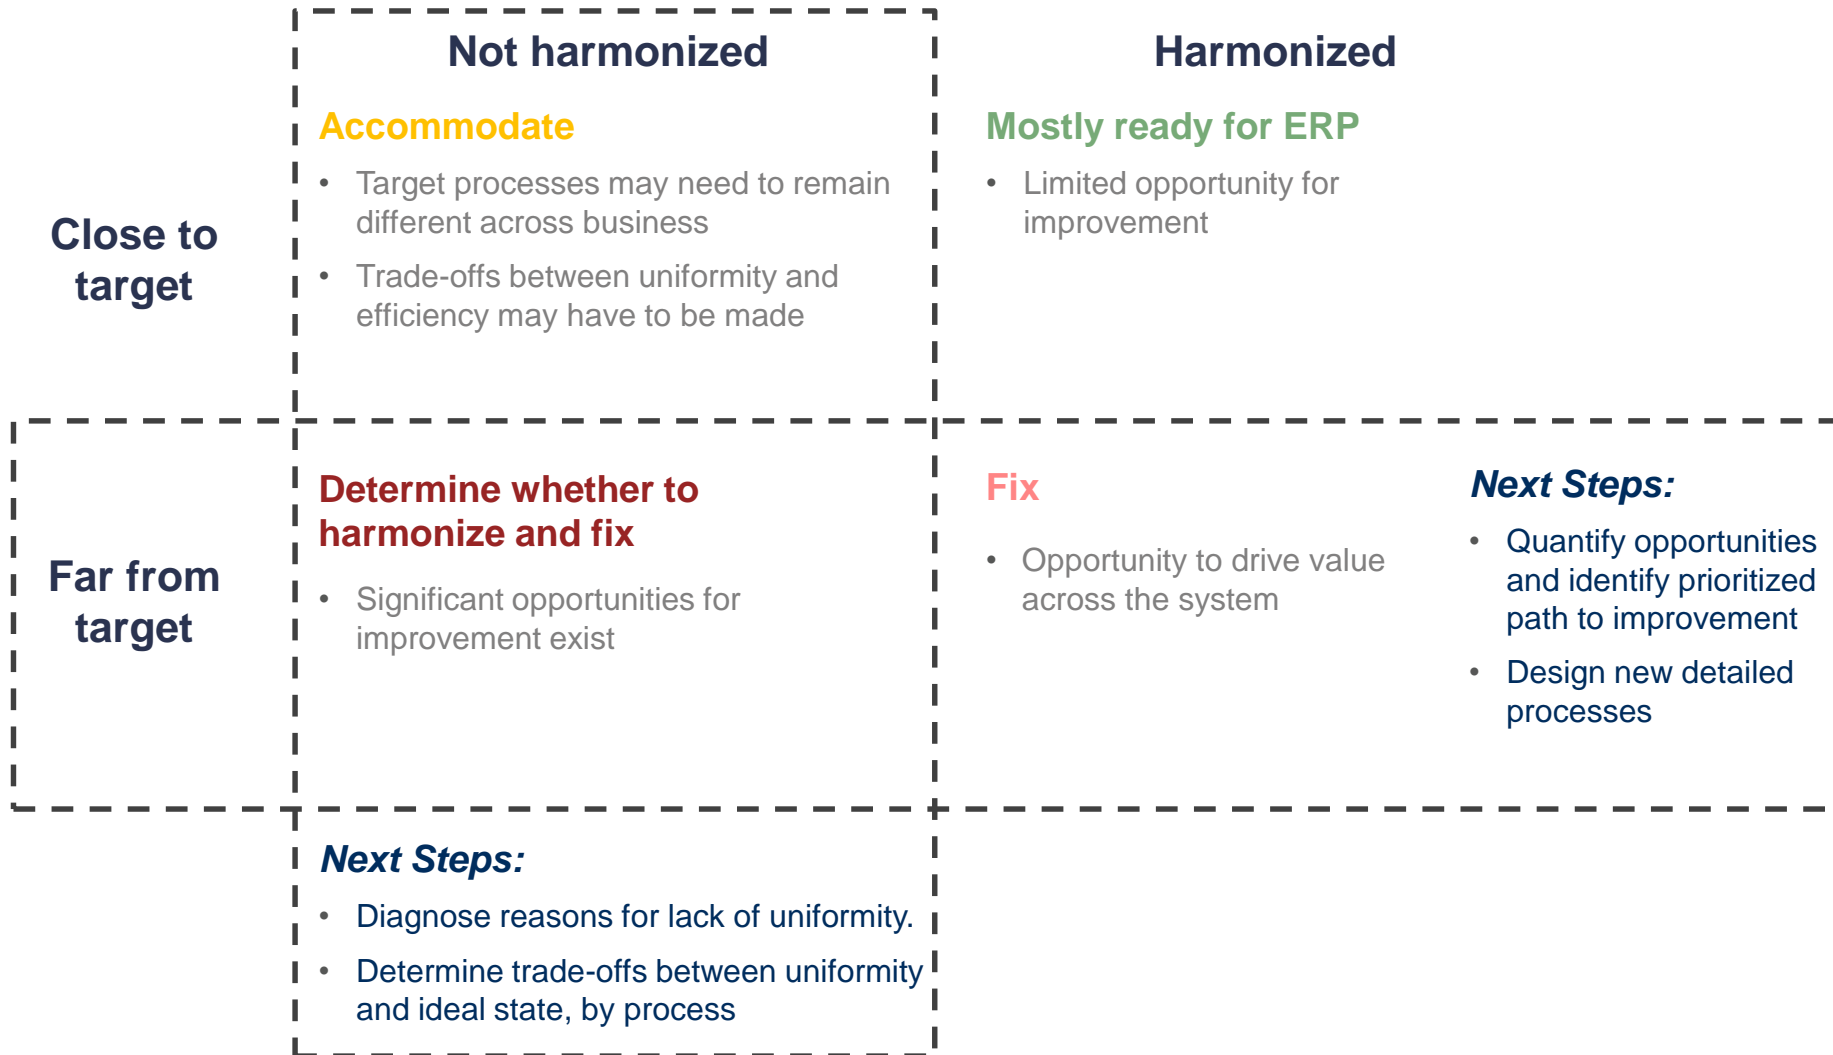 Not harmonized
Harmonized
Close to
target
Accommodate
• Target processes may need to remain
different across business
• Trade-offs between uniformity and
efficiency may have to be made
Mostly ready for ERP
• Limited opportunity for
improvement
Far from
target
Determine whether to
harmonize and fix
• Significant opportunities for
improvement exist
Fix
• Opportunity to drive value
across the system
Next Steps:
• Quantify opportunities
and identify prioritized
path to improvement
• Design new detailed
processes
Next Steps:
• Diagnose reasons for lack of uniformity.
• Determine trade-offs between uniformity
and ideal state, by process